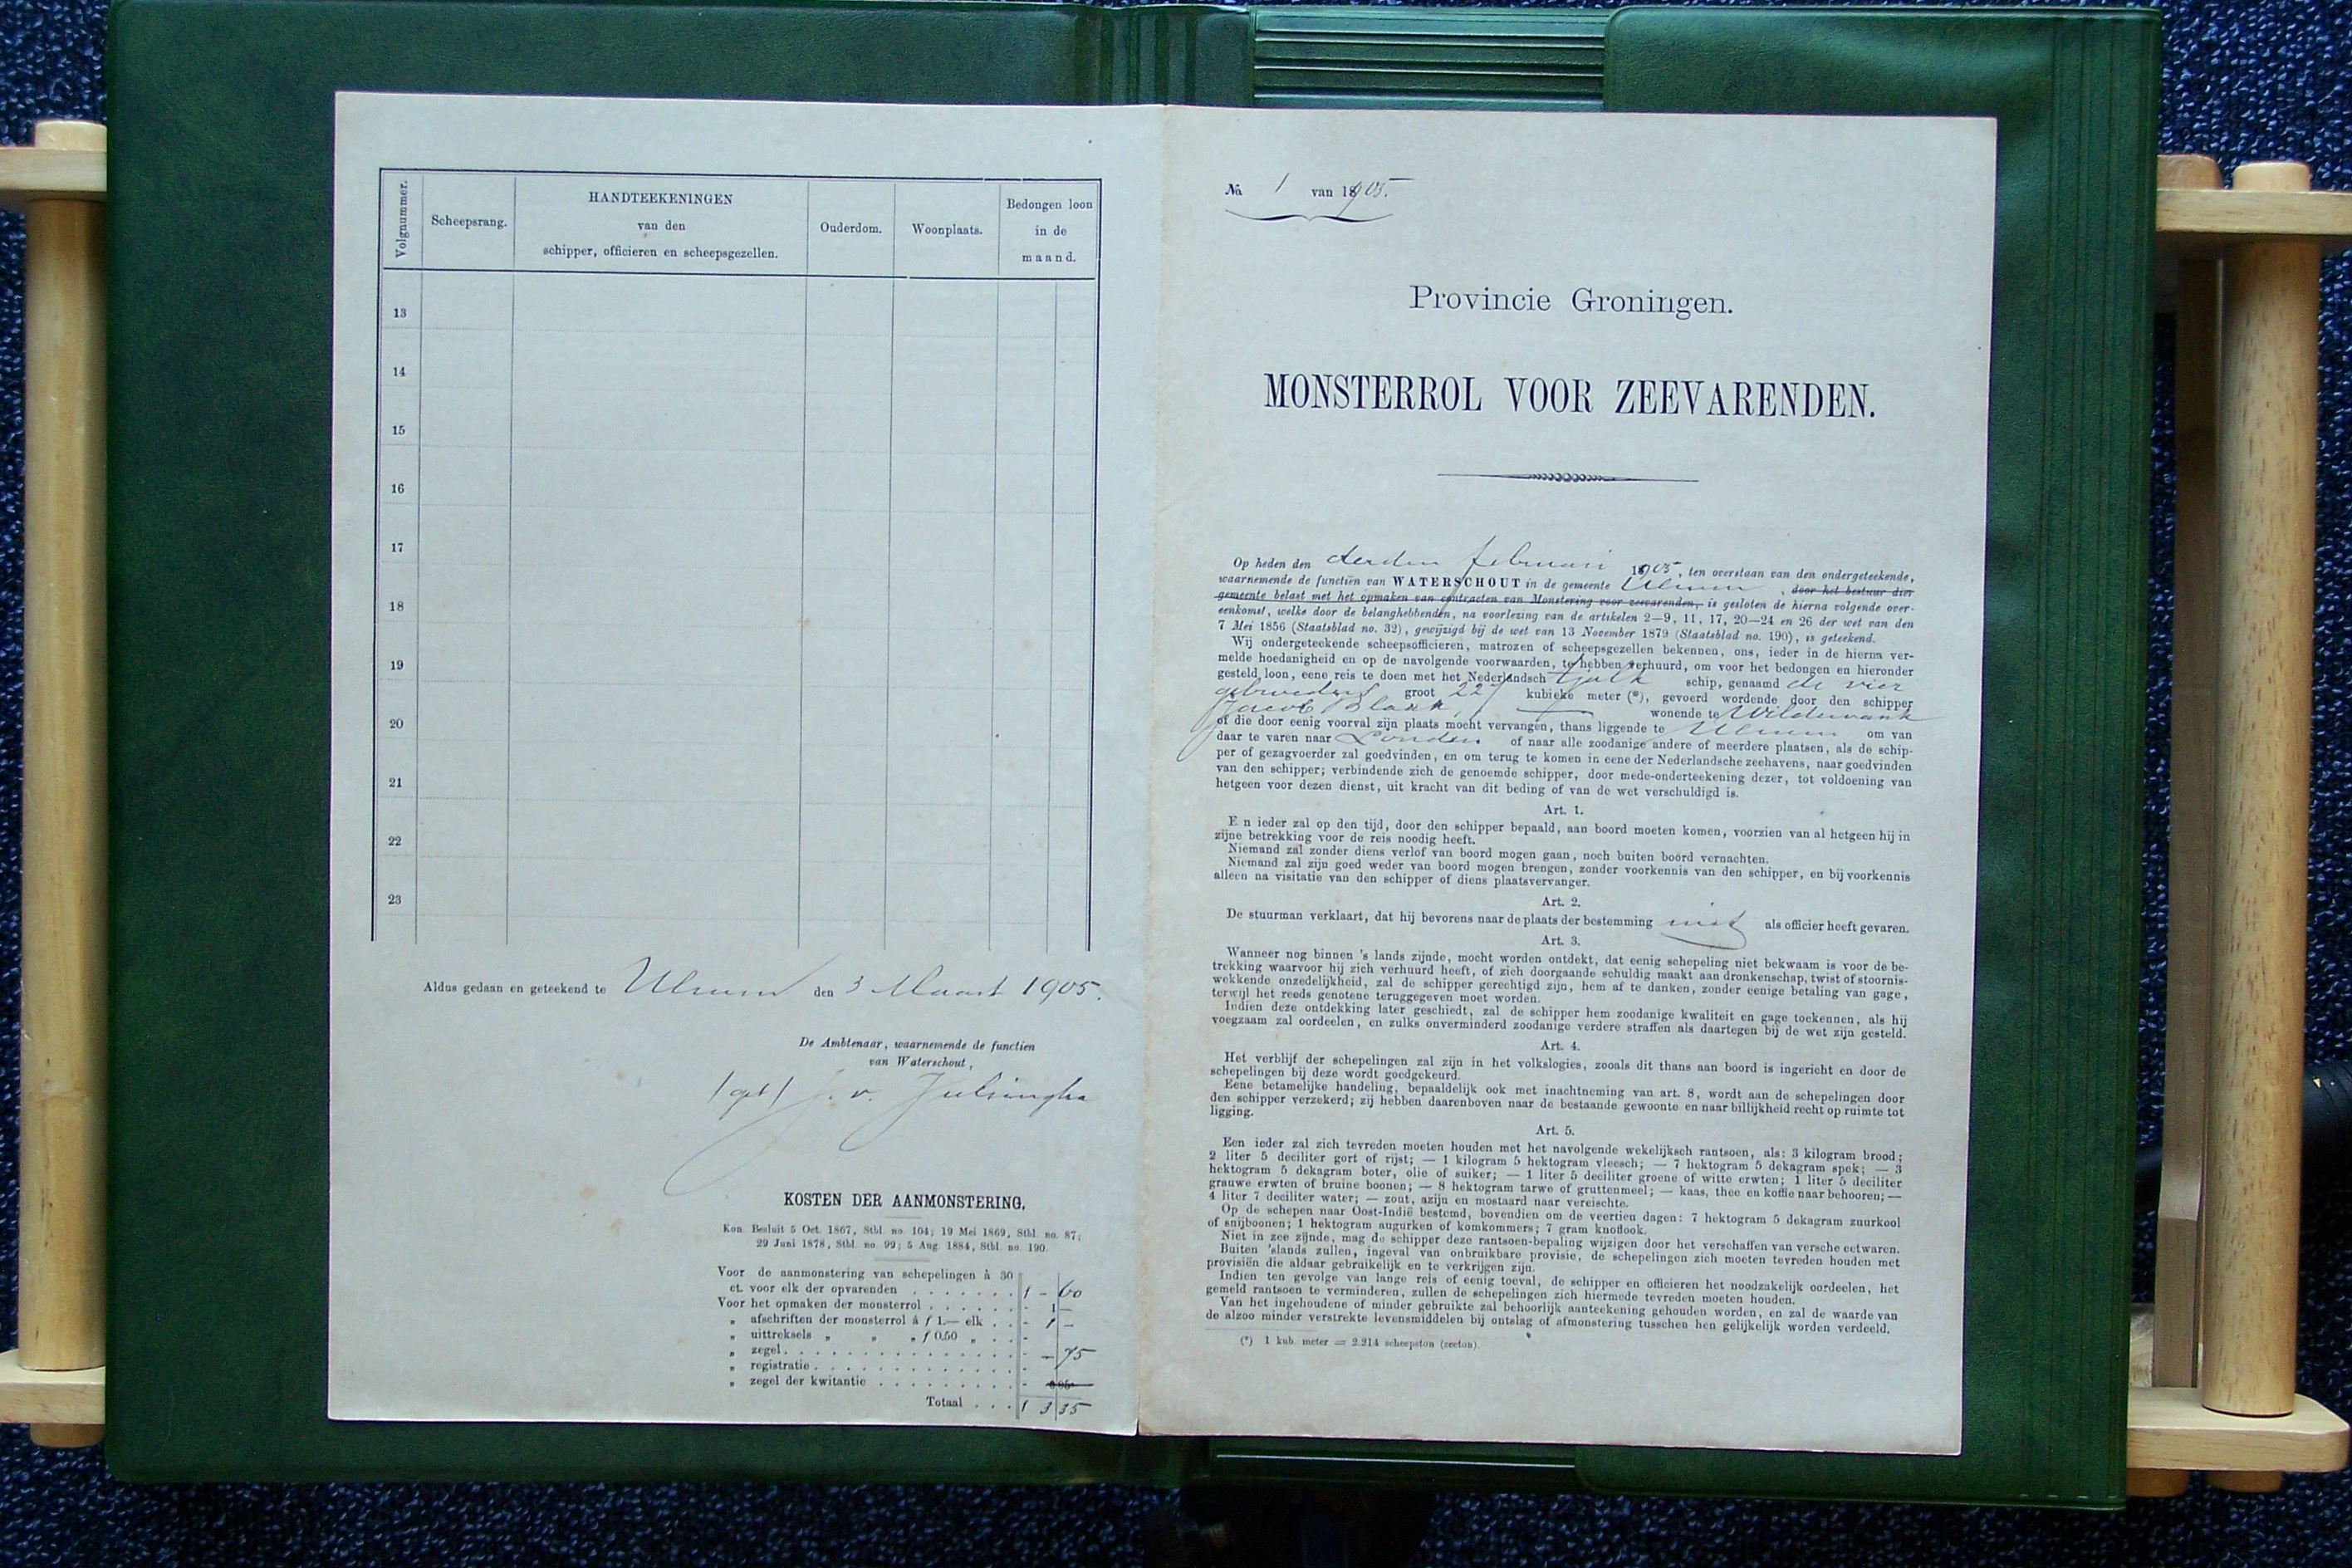 Volgnummer.
Scheepsrang.
HANDTEEKENINGEN
van den
schipper, officieren en scheepsgezellen.
Ouderdom.
Woonplaats.
Bedongen loon
in de
maand.
13
14
15
16
17
18
19
20
21
22
23
Aldus gedaan en geteekend te Ulrum den 3 Maart 1905.
De Ambtenaar, waarnemende de functien
van Waterschout,
(get) J. v. Julsingha
KOSTEN DER AANMONSTERING,
Kon. Besluit 5 Oct. 1867, Stbl. no. 104; 19 Mei 1869, Stbl. no. 87;
29 Juni 1878, Stbl. no. 99; 5 Aug. 1884, Stbl. no. 190.
Voor de aanmonstering van schepelingen à 30
ct. voor elk der opvarenden . . . . . . . f - 60
Voor het opmaken der monsterrol . . . . . . - 1 –
„ afschriften der monsterrol à f 1.— elk . . - 1 –
„ uittreksels „ „ „ f 0.50 „ . . -
„ zegel. . . . . . . . . . . . . . . . - – 75
„ registratie . . . . . . . . . . . . . -
„ zegel der kwitantie . . . . . . . . . . - 0 05
Totaal . . . f 3 35
No. 1 van 1905.
Provincie Groningen.
MONSTERROL VOOR ZEEVARENDEN.
Op heden den derden februari 1905, ten overstaan van den ondergeteekende,
waarnemende de functiën van WATERSCHOUT in de gemeente Ulrum, door het bestuur dier
gemeente belast met het opmaken van contracten van Monstering voor zeevarenden, is gesloten de hierna volgende over-
eenkomst, welke door de belanghebbenden, na voorlezing van de artikelen 2—9, 11, 17, 20—24 en 26 der wet van den
7 Mei 1856 (Staatsblad no. 32), gewijzigd bij de wet van 13 November 1879 (Staatsblad no. 190), is geteekend.
Wij ondergeteekende scheepsofficieren, matrozen of scheepsgezellen bekennen, ons, ieder in de hierna ver-
melde hoedanigheid en op de navolgende voorwaarden, te hebben verhuurd, om voor het bedongen en hieronder
gesteld loon, eene reis te doen met het Nederlandsch tjalk schip, genaamd de vier
gebroeders groot 227 kubieke meter (*), gevoerd wordende door den schipper
Jacob Blaak, wonende te Wildervank
of die door eenig voorval zijn plaats mocht vervangen, thans liggende te Ulrum om van
daar te varen naar Londen of naar alle zoodanige andere of meerdere plaatsen, als de schip-
per of gezagvoerder zal goedvinden, en om terug te komen in eene der Nederlandsche zeehavens, naar goedvinden
van den schipper; verbindende zich de genoemde schipper, door mede-onderteekening dezer, tot voldoening van
hetgeen voor dezen dienst, uit kracht van dit beding of van de wet verschuldigd is.
Art. 1.
E n ieder zal op den tijd, door den schipper bepaald, aan boord moeten komen, voorzien van al hetgeen hij in
zijne betrekking voor de reis noodig heeft.
Niemand zal zonder diens verlof van boord mogen gaan, noch buiten boord vernachten.
Niemand zal zijn goed weder van boord mogen brengen, zonder voorkennis van den schipper, en bij voorkennis
alleen na visitatie van den schipper of diens plaatsvervanger.
Art. 2.
De stuurman verklaart, dat hij bevorens naar de plaats der bestemming niet als officier heeft gevaren.
Art. 3.
Wanneer nog binnen 's lands zijnde, mocht worden ontdekt, dat eenig schepeling niet bekwaam is voor de be-
trekking waarvoor hij zich verhuurd heeft, of zich doorgaande schuldig maakt aan dronkenschap, twist of stoornis-
wekkende onzedelijkheid, zal de schipper gerechtigd zijn, hem af te danken, zonder eenige betaling van gage,
terwijl het reeds genotene teruggegeven moet worden.
Indien deze ontdekking later geschiedt, zal de schipper hem zoodanige kwaliteit en gage toekennen, als hij
voegzaam zal oordeelen, en zulks onverminderd zoodanige verdere straffen als daartegen bij de wet zijn gesteld.
Art. 4.
Het verblijf der schepelingen zal zijn in het volkslogies, zooals dit thans aan boord is ingericht en door de
schepelingen bij deze wordt goedgekeurd.
Eene betamelijke handeling, bepaaldelijk ook met inachtneming van art. 8, wordt aan de schepelingen door
den schipper verzekerd; zij hebben daarenboven naar de bestaande gewoonte en naar billijkheid recht op ruimte tot
ligging.
Art. 5.
Een ieder zal zich tevreden moeten houden met het navolgende wekelijksch rantsoen, als: 3 kilogram brood;
2 liter 5 deciliter gort of rijst; — 1 kilogram 5 hektogram vleesch; — 7 hektogram 5 dekagram spek; — 3
hektogram 5 dekagram boter, olie of suiker; — 1 liter 5 deciliter groene of witte erwten; 1 liter 5 deciliter
grauwe erwten of bruine boonen; — 8 hektogram tarwe of gruttenmeel; — kaas, thee en koffie naar behooren; —
4 liter 7 deciliter water; — zout, azijn en mostaard naar vereischte.
Op de schepen naar Oost-Indië bestemd, bovendien om de veertien dagen: 7 hektogram 5 dekagram zuurkool
of snijboonen; 1 hektogram augurken of komkommers; 7 gram knoflook.
Niet in zee zijnde, mag de schipper deze rantsoen-bepaling wijzigen door het verschaffen van versche eetwaren.
Buiten 'slands zullen, ingeval van onbruikbare provisie, de schepelingen zich moeten tevreden houden met
provisiën die aldaar gebruikelijk en te verkrijgen zijn.
Indien ten gevolge van lange reis of eenig toeval, de schipper en officieren het noodzakelijk oordeelen, het
gemeld rantsoen te verminderen, zullen de schepelingen zich hiermede tevreden moeten houden.
Van het ingehoudene of minder gebruikte zal behoorlijk aanteekening gehouden worden, en zal de waarde van
de alzoo minder verstrekte levensmiddelen bij ontslag of afmonstering tusschen hen gelijkelijk worden verdeeld.
(*) 1 kub. meter = 2.214 scheepston (zeeton).